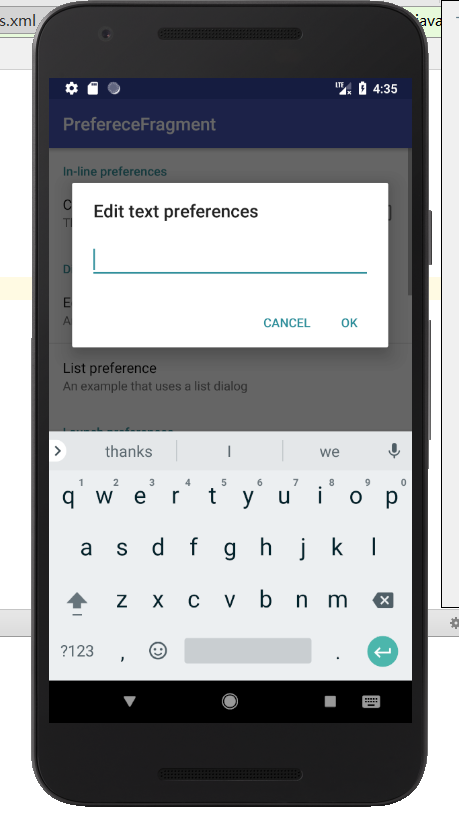 s.xml
java
LTE 4:35
PrefereceFragment
In-line preferences
C
Th
D
Edit text preferences
E
A
CANCEL OK
List preference
An example that uses a list dialog
Launch preferences
thanks I we
q 1 w 2 e 3 r 4 t 5 y 6 u 7 i 8 o 9 p 0
a s d f g h j k l
z x c v b n m
?123 , .